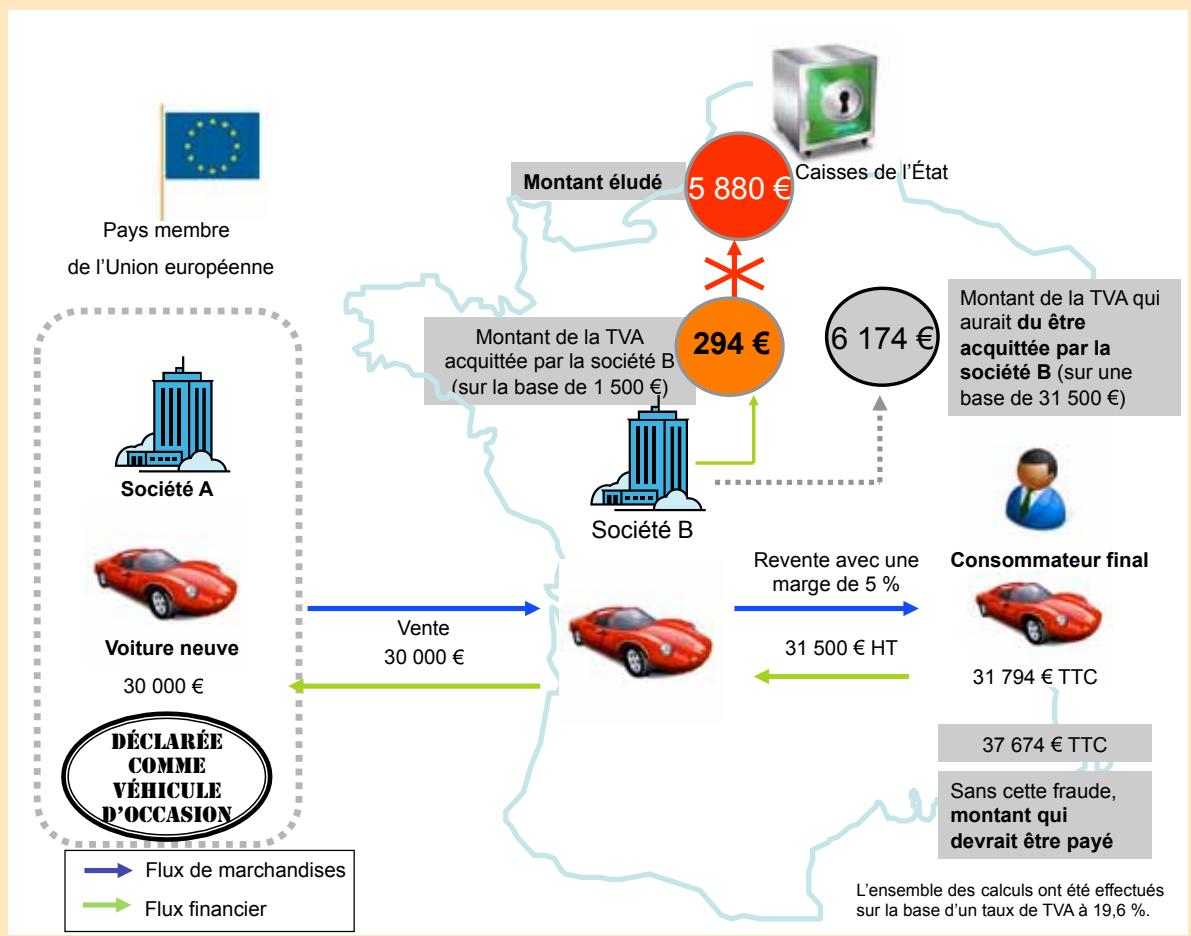 Caisses de l'État
Montant éludé
5 880 €
Pays membre
de l'Union européenne
Montant de la TVA
acquittée par la société B
(sur la base de 1 500 €)
294 €
6 174 €
Montant de la TVA qui
aurait du être
acquittée par la
société B (sur une
base de 31 500 €)
Société A
Société B
Voiture neuve
30 000 €
DÉCLARÉE
COMME
VÉHICULE
D'OCCASION
Vente
30 000 €
Revente avec une
marge de 5 %
31 500 € HT
Consommateur final
31 794 € TTC
37 674 € TTC
Sans cette fraude,
montant qui
devrait être payé
Flux de marchandises
Flux financier
L'ensemble des calculs ont été effectués
sur la base d'un taux de TVA à 19,6 %.